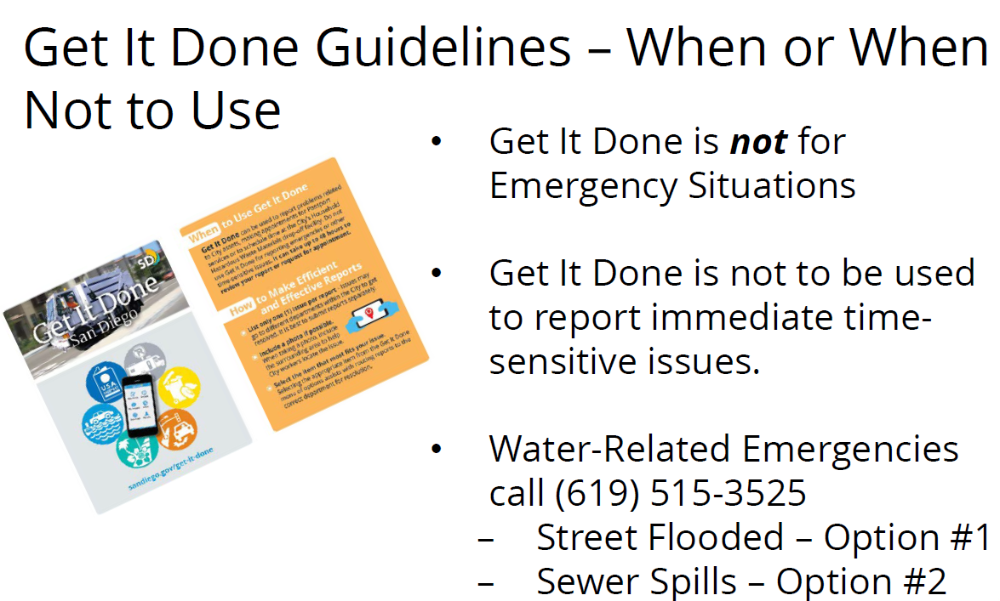 Get It Done Guidelines – When or When
Not to Use
• Get It Done is not for
Emergency Situations
• Get It Done is not to be used
to report immediate time-
sensitive issues.
• Water-Related Emergencies
call (619) 515-3525
– Street Flooded – Option #1
– Sewer Spills – Option #2
SD
Get It Done
San Diego
U.S.A.
sandiego.gov/get-it-done
When to Use Get It Done
Get It Done can be used to report problems related
to City assets, making appointments for Passport
services or to schedule time at the City's Household
Hazardous Waste Materials drop-off facility. Do not
use Get It Done for reporting emergencies or other
time-sensitive issues. It can take up to 48 hours to
review your report or request for appointment.
How to Make Efficient
and Effective Reports
List only one (1) issue per report - Issues may
go to different departments within the City to get
resolved. It is best to submit reports separately.
Include a photo if possible.
When taking a photo, include
the surrounding area to help
City workers locate the issue.
Select the item that most fits your issue.
Selecting the appropriate item from the Get It Done
menu of options assists with routing reports to the
correct department for resolution.